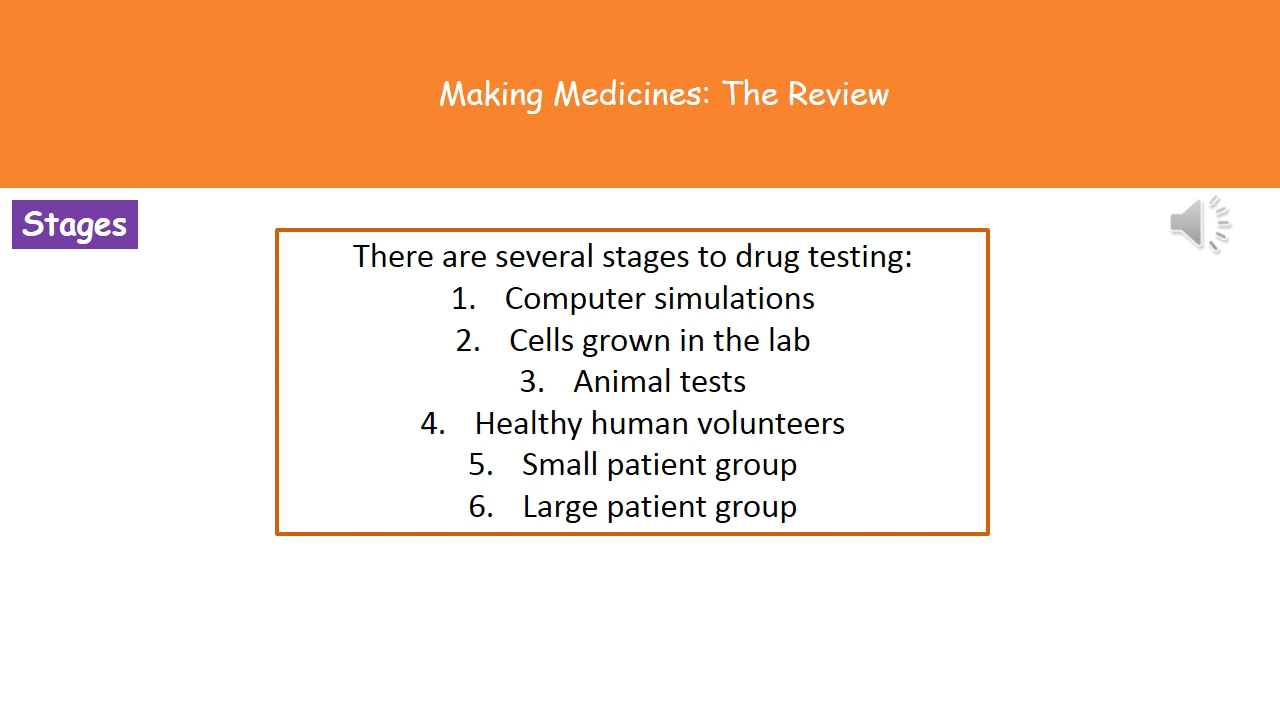 Making Medicines: The Review
Stages
There are several stages to drug testing:
1. Computer simulations
2. Cells grown in the lab
3. Animal tests
4. Healthy human volunteers
5. Small patient group
6. Large patient group